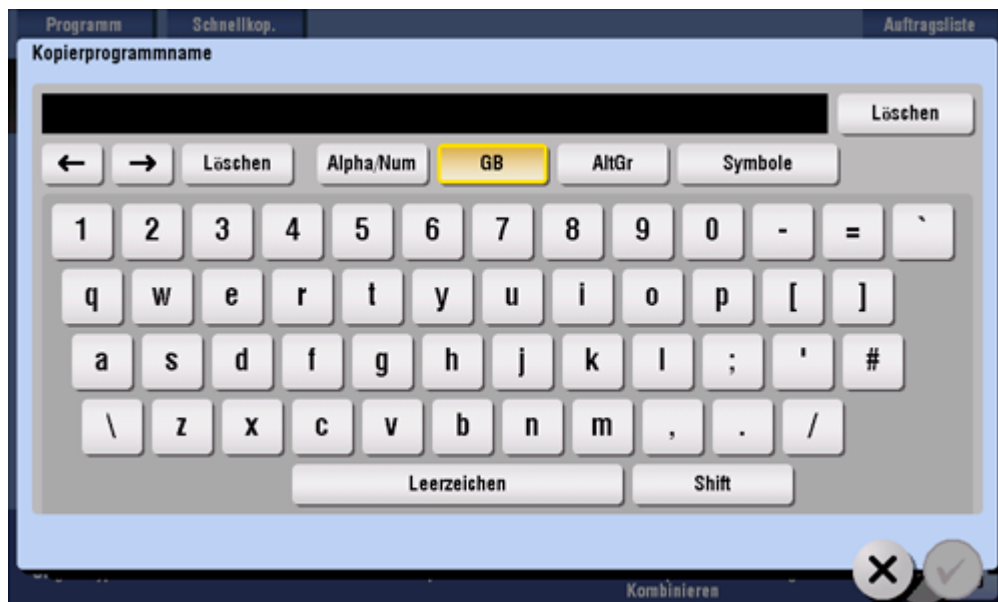 Programm Schnellkop. Auftragsliste
Kopierprogrammname
Löschen
← → Löschen Alpha/Num GB AltGr Symbole
1 2 3 4 5 6 7 8 9 0 - = `
q w e r t y u i o p [ ]
a s d f g h j k l ; ' #
\ z x c v b n m , . /
Leerzeichen Shift
Kombinieren